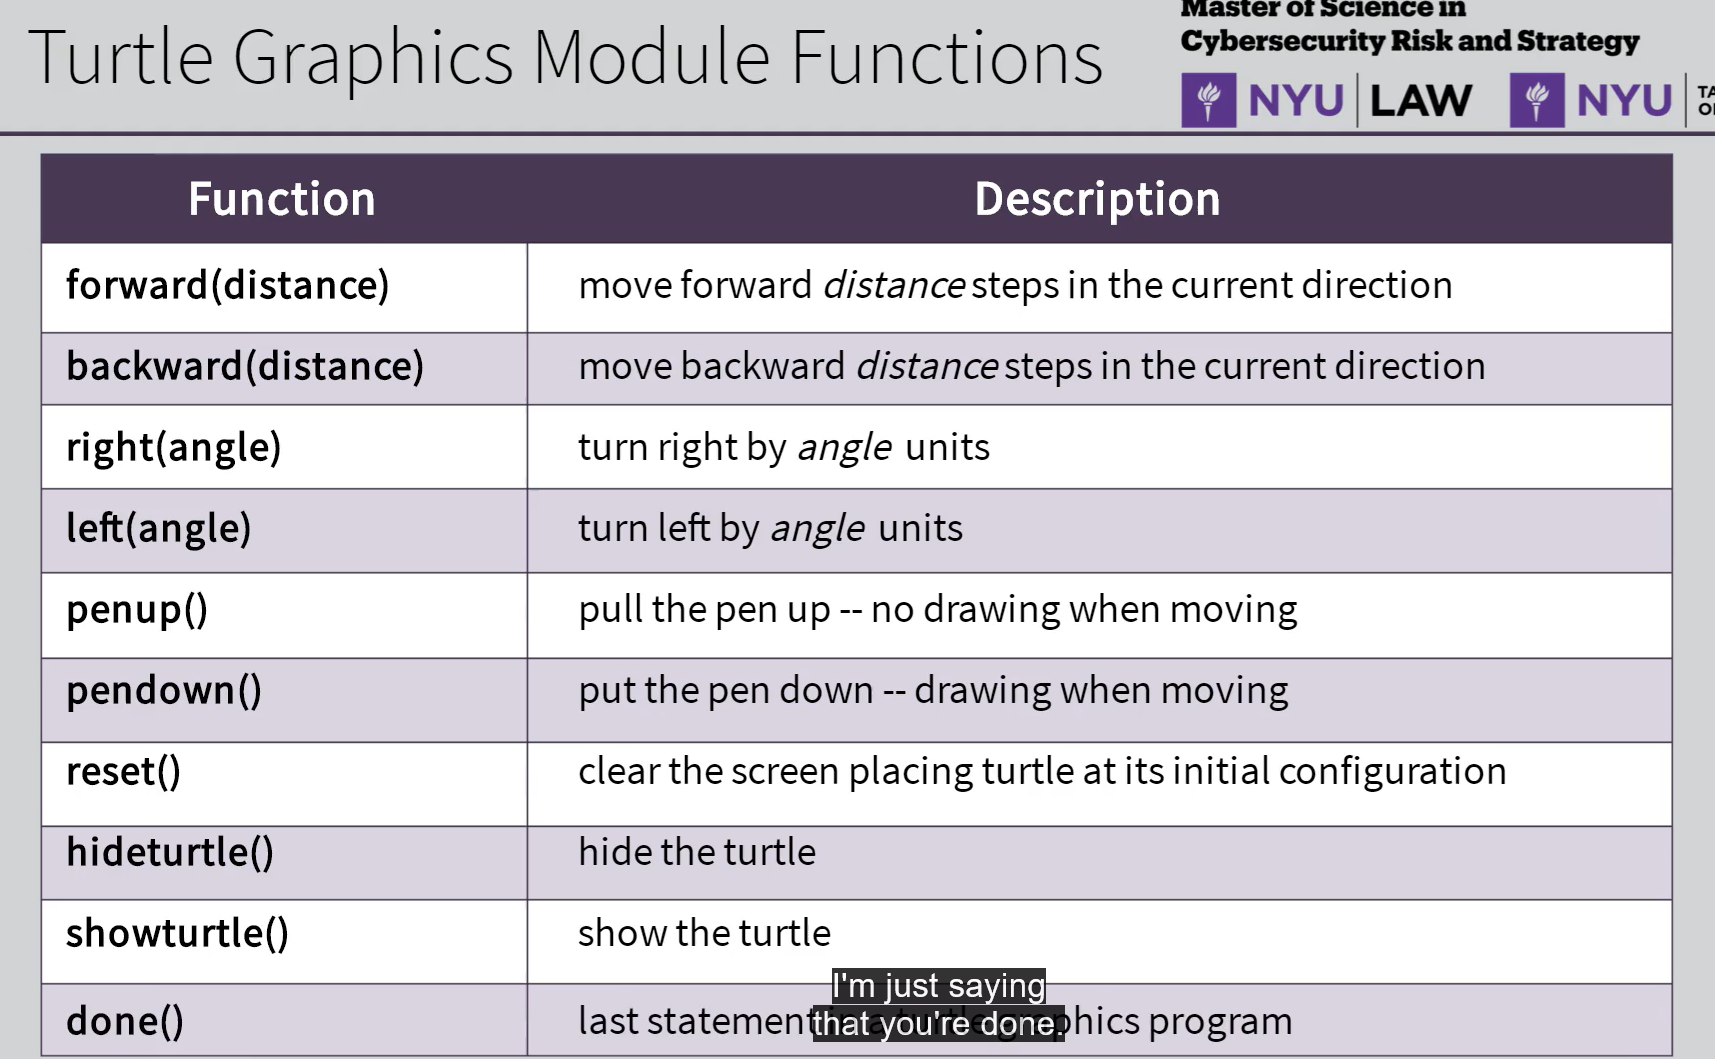 Master of Science in
Turtle Graphics Module Functions
Cybersecurity Risk and Strategy
NYU LAW NYU
Function Description
forward(distance) move forward distance steps in the current direction
backward(distance) move backward distance steps in the current direction
right(angle) turn right by angle units
left(angle) turn left by angle units
penup() pull the pen up -- no drawing when moving
pendown() put the pen down -- drawing when moving
reset() clear the screen placing turtle at its initial configuration
hideturtle() hide the turtle
showturtle() show the turtle
I'm just saying
done() last statement program
that you're done.